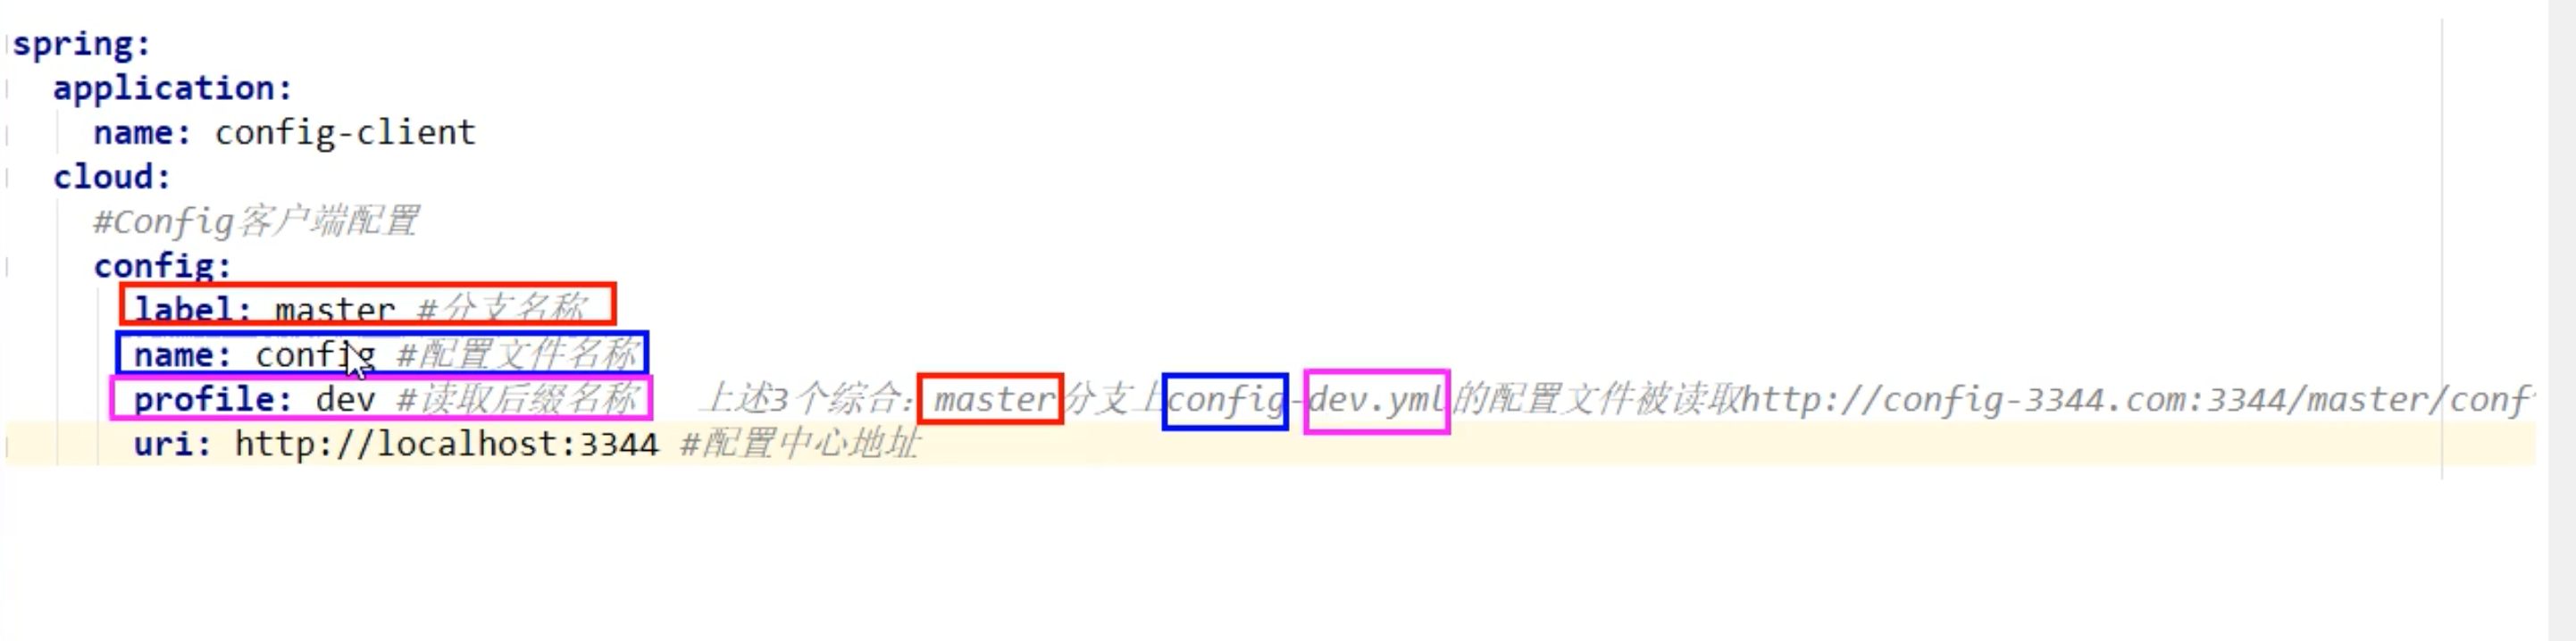 spring:
application:
name: config-client
cloud:
#Config客户端配置
config:
label: master #分支名称
name: config #配置文件名称
profile: dev #读取后缀名称 上述3个综合：master分支上config-dev.yml的配置文件被读取http://config-3344.com:3344/master/conf
uri: http://localhost:3344 #配置中心地址